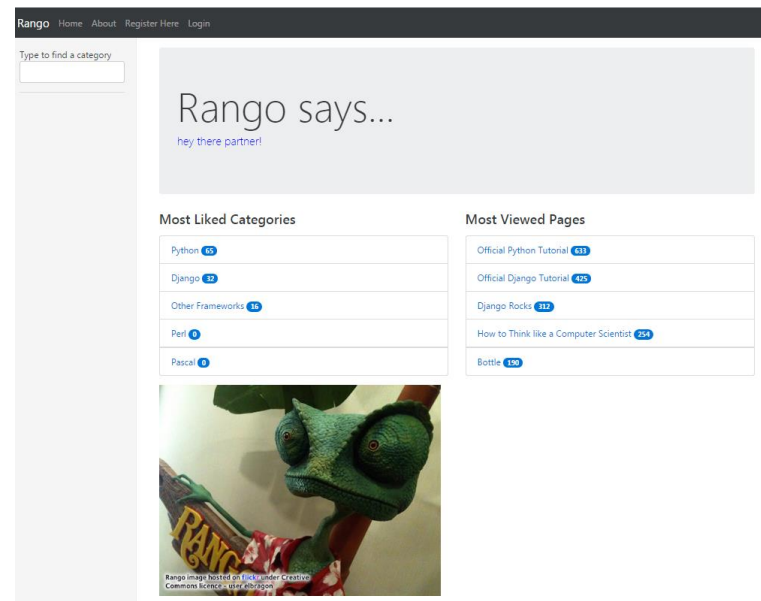 Rango Home About Register Here Login
Type to find a category
Rango says...
hey there partner!
Most Liked Categories
Python 65
Django 32
Other Frameworks 16
Perl 0
Pascal 0
Most Viewed Pages
Official Python Tutorial 633
Official Django Tutorial 425
Django Rocks 312
How to Think like a Computer Scientist 254
Bottle 190
RANG
Rango image hosted on flickr under Creative
Commons licence - user elbragon